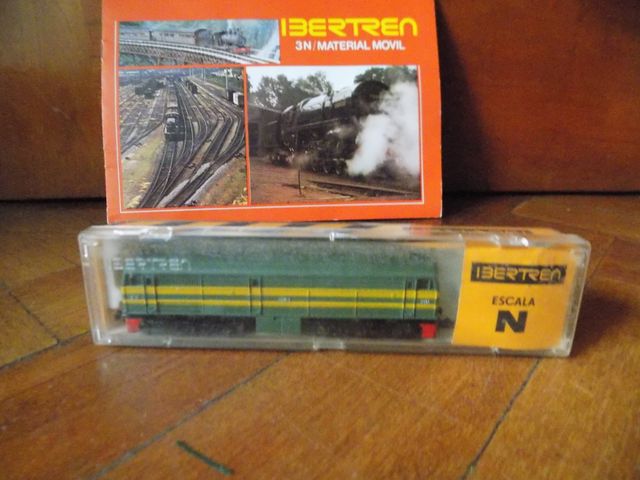 IBERTREN
3N/MATERIAL MOVIL
IBERTREN
IBERTREN
ESCALA
N